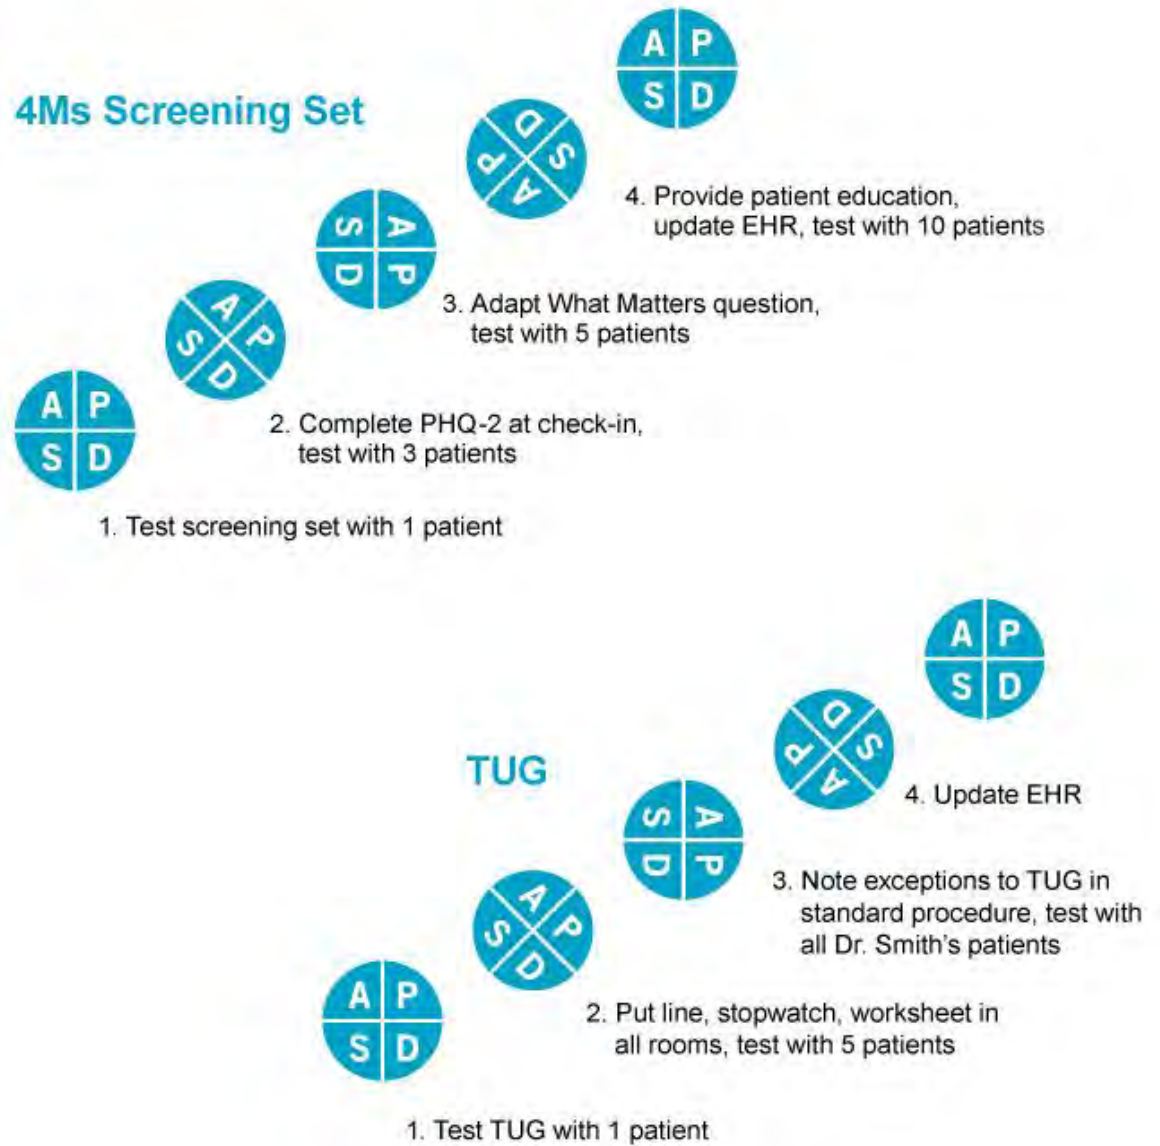 A P
S D
4Ms Screening Set
D S
P A
4. Provide patient education,
update EHR, test with 10 patients
S A
D P
3. Adapt What Matters question,
test with 5 patients
A P
S D
2. Complete PHQ-2 at check-in,
test with 3 patients
A P
S D
1. Test screening set with 1 patient
A P
S D
TUG
D S
P A
4. Update EHR
S A
D P
3. Note exceptions to TUG in
standard procedure, test with
all Dr. Smith's patients
A P
S D
2. Put line, stopwatch, worksheet in
all rooms, test with 5 patients
A P
S D
1. Test TUG with 1 patient